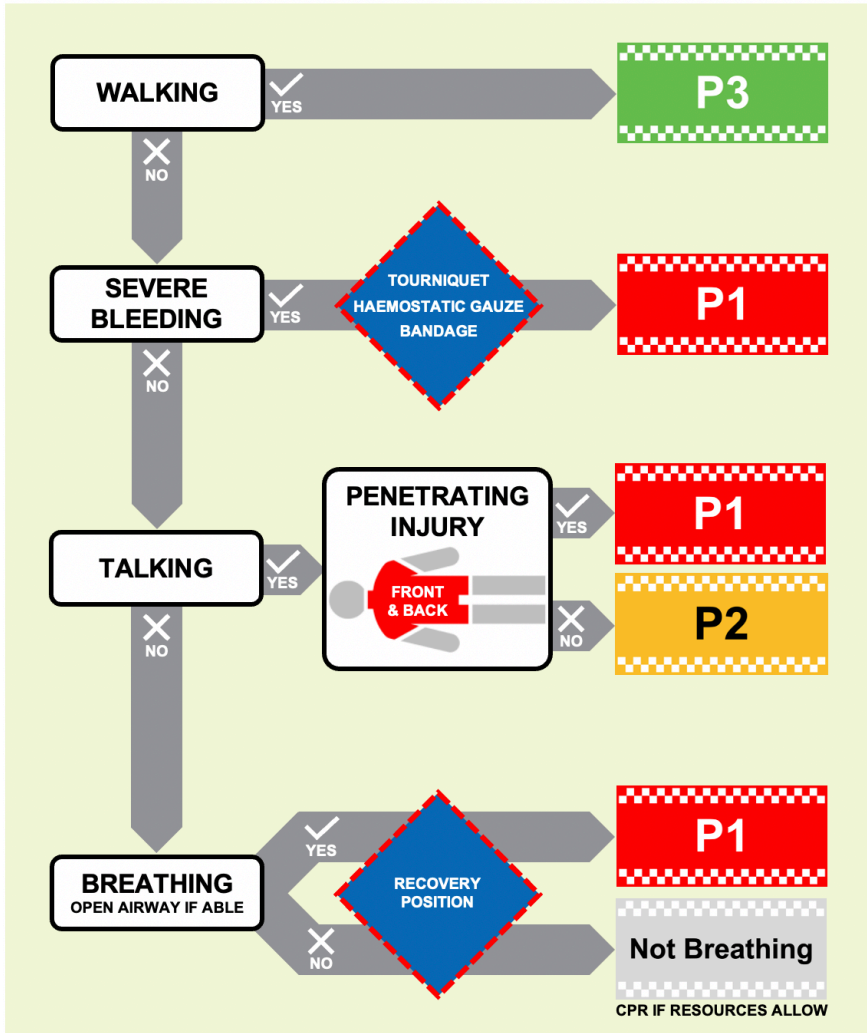 WALKING
YES
P3
NO
SEVERE
BLEEDING
YES
TOURNIQUET
HAEMOSTATIC GAUZE
BANDAGE
P1
NO
TALKING
YES
PENETRATING
INJURY
FRONT
& BACK
YES
P1
NO
P2
NO
BREATHING
OPEN AIRWAY IF ABLE
YES
NO
RECOVERY
POSITION
P1
Not Breathing
CPR IF RESOURCES ALLOW